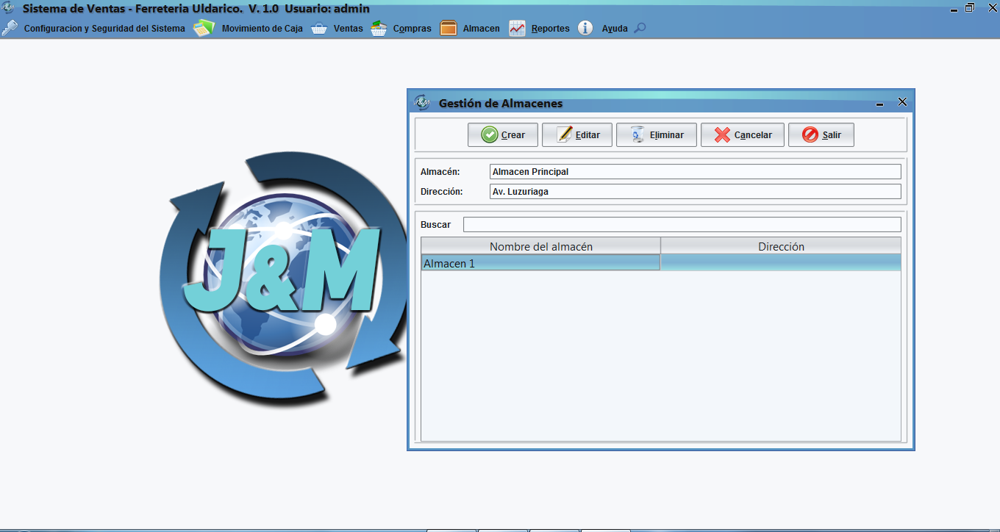 Sistema de Ventas - Ferreteria Uldarico. V. 1.0 Usuario: admin
Configuracion y Seguridad del Sistema Movimiento de Caja Ventas Compras Almacen Reportes Ayuda
J&M
Gestión de Almacenes
Crear Editar Eliminar Cancelar Salir
Almacén: Almacen Principal
Dirección: Av. Luzuriaga
Buscar
Nombre del almacén Dirección
Almacen 1